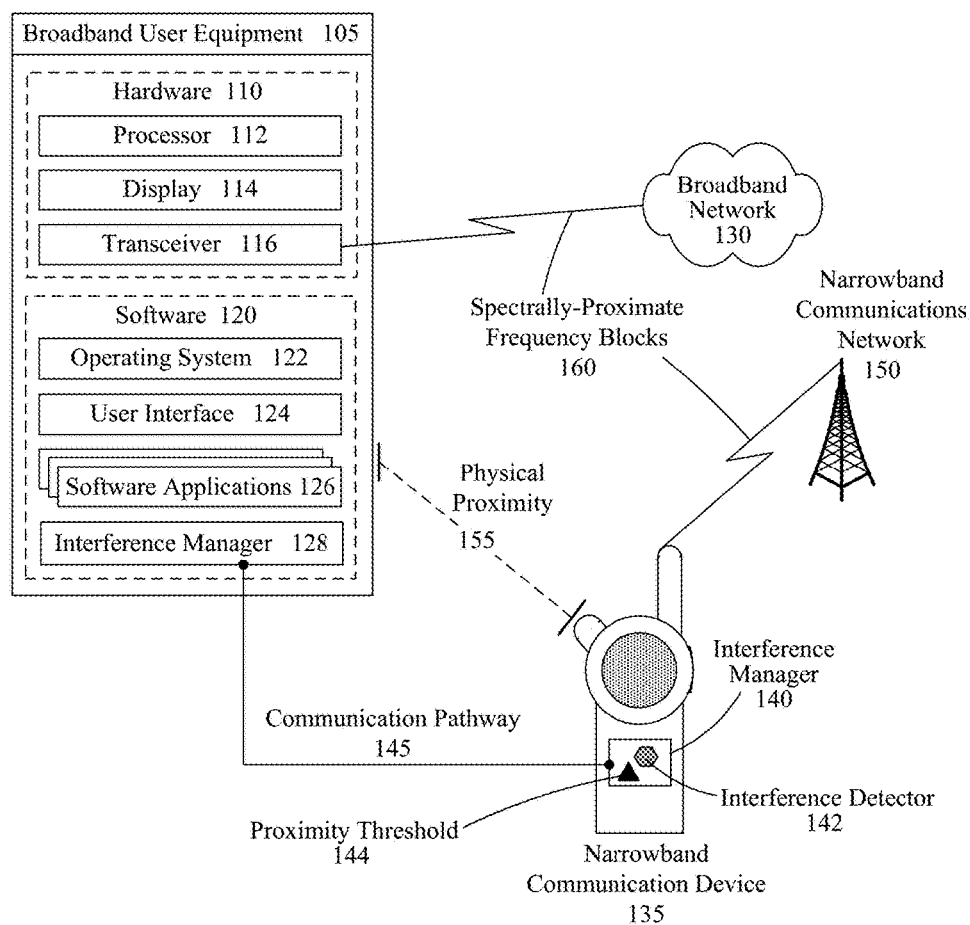 Broadband User Equipment 105
Hardware 110
Processor 112
Display 114
Transceiver 116
Software 120
Operating System 122
User Interface 124
Software Applications 126
Interference Manager 128
Broadband
Network
130
Spectrally-Proximate
Frequency Blocks
160
Narrowband
Communications
Network
150
Physical
Proximity
155
Interference
Manager
140
Communication Pathway
145
Interference Detector
142
Proximity Threshold
144
Narrowband
Communication Device
135